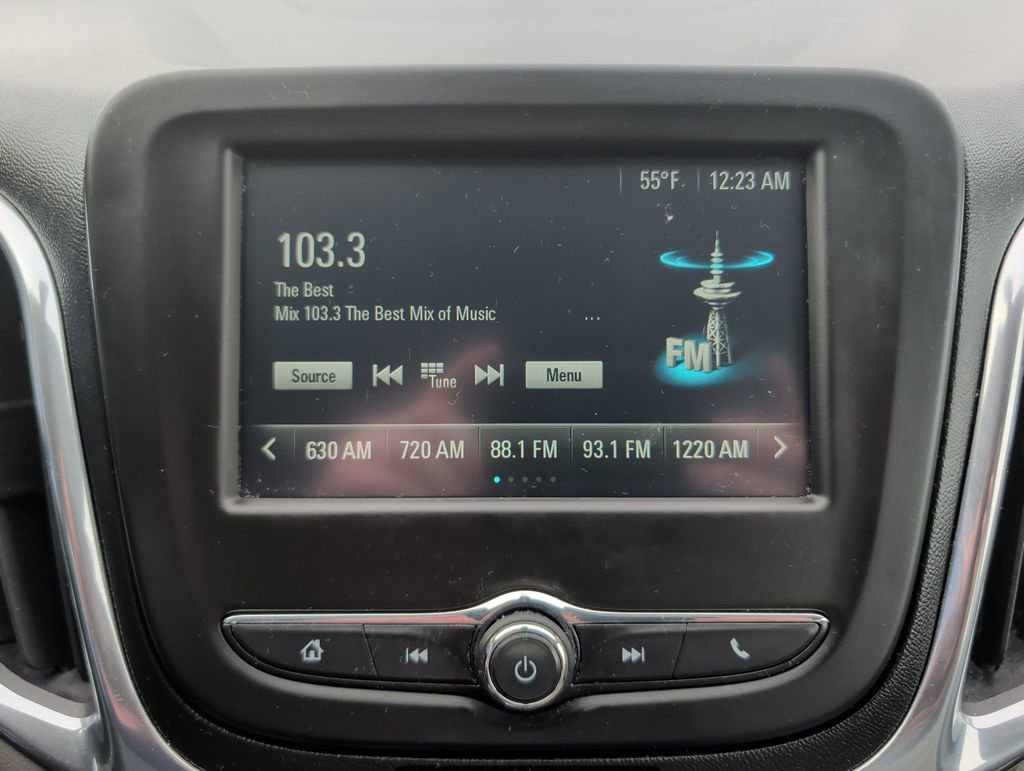 55°F 12:23 AM
103.3
The Best
Mix 103.3 The Best Mix of Music ...
FM
Source Tune Menu
630 AM 720 AM 88.1 FM 93.1 FM 1220 AM